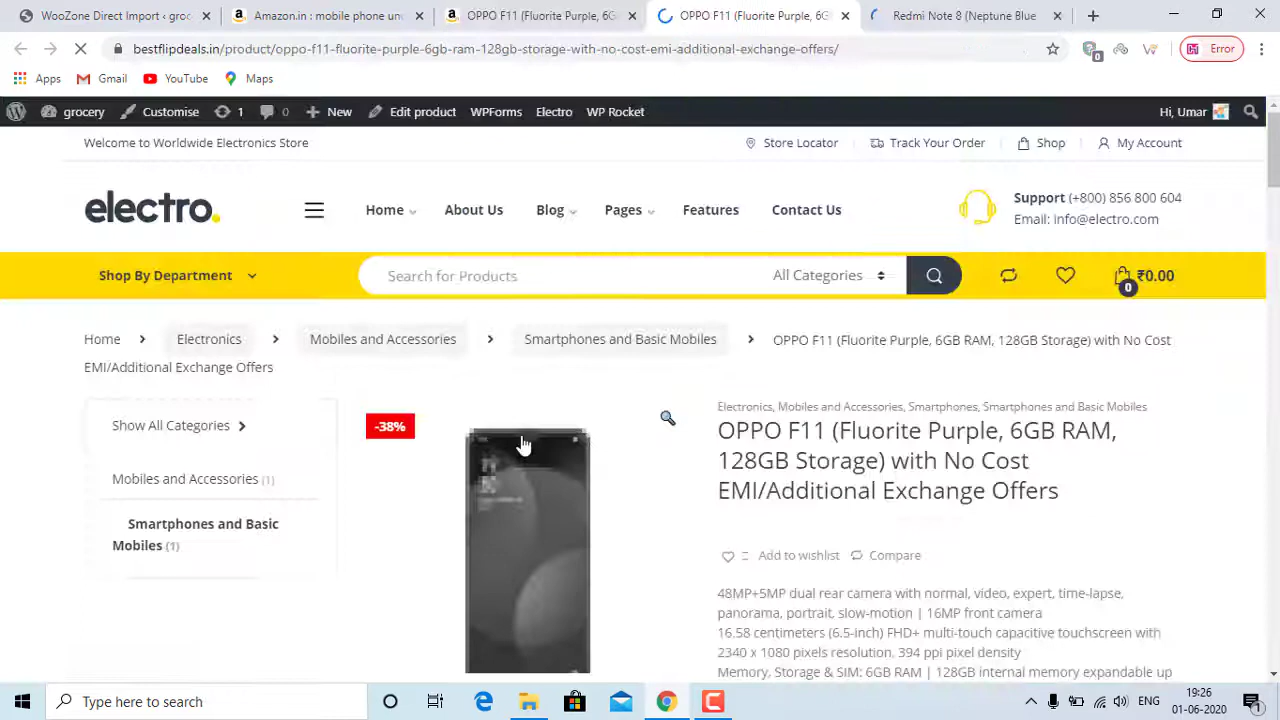 WooZone Direct Import ‹ groc
Amazon.in : mobile phone un
OPPO F11 (Fluorite Purple, 6G
OPPO F11 (Fluorite Purple, 6G
Redmi Note 8 (Neptune Blue
bestflipdeals.in/product/oppo-f11-fluorite-purple-6gb-ram-128gb-storage-with-no-cost-emi-additional-exchange-offers/
0
Error
Apps Gmail YouTube Maps
grocery Customise 1 0 New Edit product WPForms Electro WP Rocket Hi, Umar
Welcome to Worldwide Electronics Store Store Locator Track Your Order Shop My Account
electro.
Home About Us Blog Pages Features Contact Us
Support (+800) 856 800 604
Email: info@electro.com
Shop By Department Search for Products All Categories ₹0.00
0
Home Electronics Mobiles and Accessories Smartphones and Basic Mobiles OPPO F11 (Fluorite Purple, 6GB RAM, 128GB Storage) with No Cost
EMI/Additional Exchange Offers
Show All Categories
Mobiles and Accessories (1)
Smartphones and Basic
Mobiles (1)
-38%
Electronics, Mobiles and Accessories, Smartphones, Smartphones and Basic Mobiles
OPPO F11 (Fluorite Purple, 6GB RAM,
128GB Storage) with No Cost
EMI/Additional Exchange Offers
Add to wishlist Compare
48MP+5MP dual rear camera with normal, video, expert, time-lapse,
panorama, portrait, slow-motion | 16MP front camera
16.58 centimeters (6.5-inch) FHD+ multi-touch capacitive touchscreen with
2340 x 1080 pixels resolution, 394 ppi pixel density
Memory, Storage & SIM: 6GB RAM | 128GB internal memory expandable up
Type here to search
ENG
19:26
01-06-2020
1